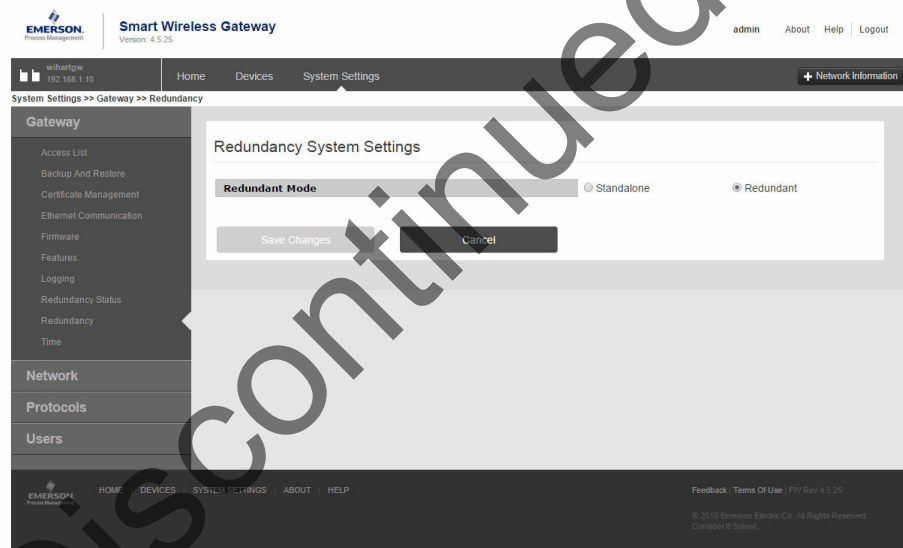 EMERSON.
Process Management
Smart Wireless Gateway
Version: 4.5.25
admin About Help Logout
wihartgw
192.168.1.10
Home Devices System Settings
+ Network Information
System Settings >> Gateway >> Redundancy
Gateway
Access List
Backup And Restore
Certificate Management
Ethernet Communication
Firmware
Features
Logging
Redundancy Status
Redundancy
Time
Network
Protocols
Users
Redundancy System Settings
Redundant Mode
Standalone
Redundant
Save Changes
Cancel
EMERSON.
Process Management
HOME | DEVICES | SYSTEM SETTINGS | ABOUT | HELP
Feedback | Terms Of Use | FW Rev 4.5.25
© 2015 Emerson Electric Co. All Rights Reserved.
Consider It Solved.
Discontinued